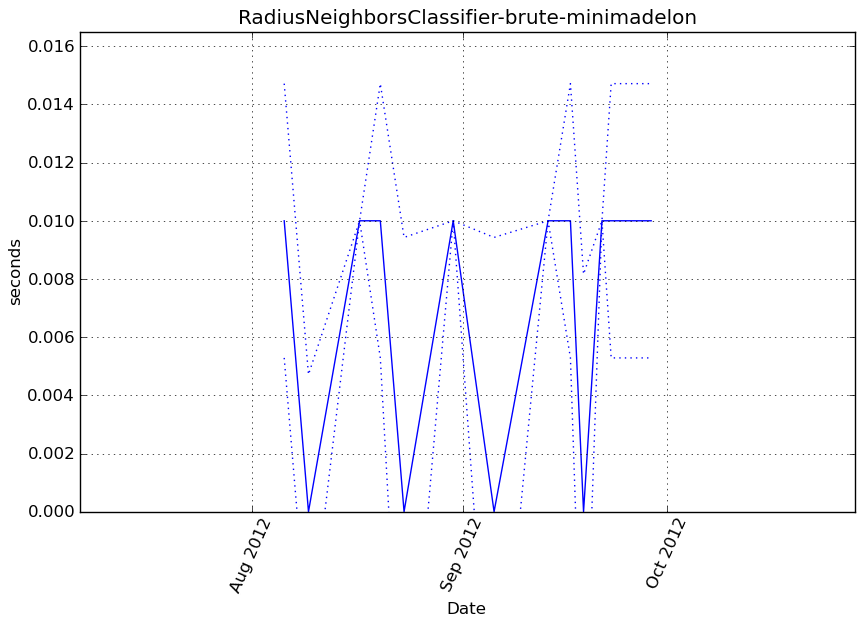 RadiusNeighborsClassifier-brute-minimadelon
0.016
0.014
0.012
0.010
0.008
0.006
0.004
0.002
0.000
seconds
Aug 2012
Sep 2012
Oct 2012
Date